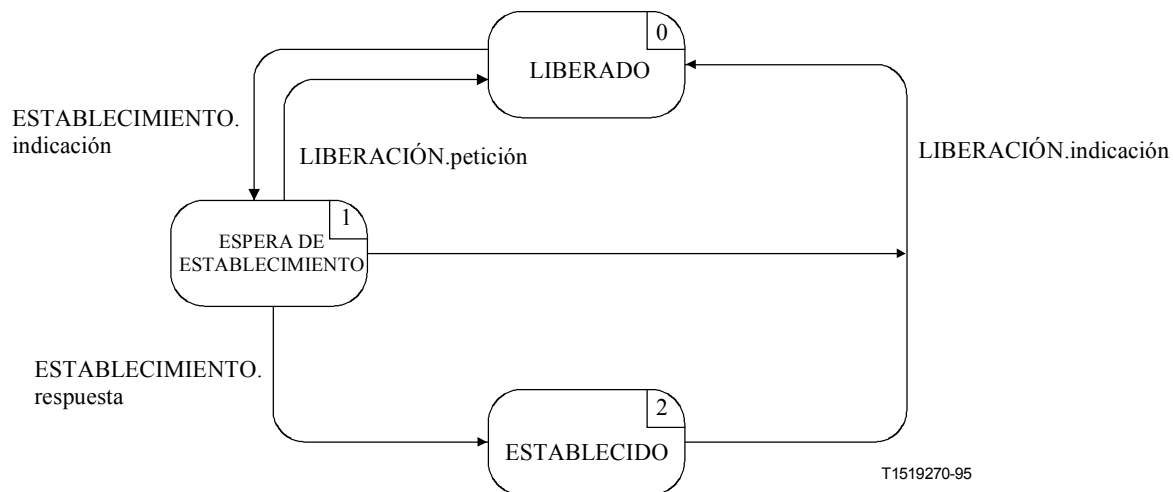 0
LIBERADO
ESTABLECIMIENTO.
indicación
LIBERACIÓN.petición
LIBERACIÓN.indicación
1
ESPERA DE
ESTABLECIMIENTO
ESTABLECIMIENTO.
respuesta
2
ESTABLECIDO
T1519270-95